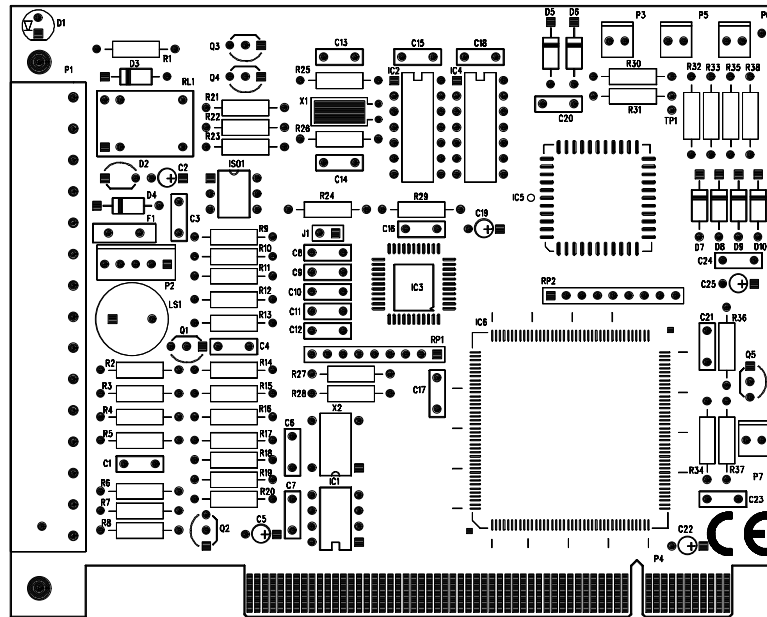 D1
R1
D3
P1
RL1
Q3
Q4
R21
R22
R23
C13
C15
C18
R25
X1
R26
C14
IC2
IC4
D5
D6
P3
P5
P6
R30
R31
C20
TP1
R32
R33
R35
R38
D2
C2
ISO1
D4
F1
C3
P2
LS1
R24
R29
J1
C16
C19
IC5
D7
D8
D9
D10
C24
C25
R9
R10
R11
R12
R13
C8
C9
C10
C11
C12
IC3
RP2
IC6
C21
R36
Q5
Q1
C4
RP1
R2
R3
R4
R5
C1
R6
R7
R8
R14
R15
R16
R17
R18
R19
R20
R27
R28
C17
C6
X2
C7
IC1
Q2
C5
R34
R37
P7
C23
C22
P4
CE